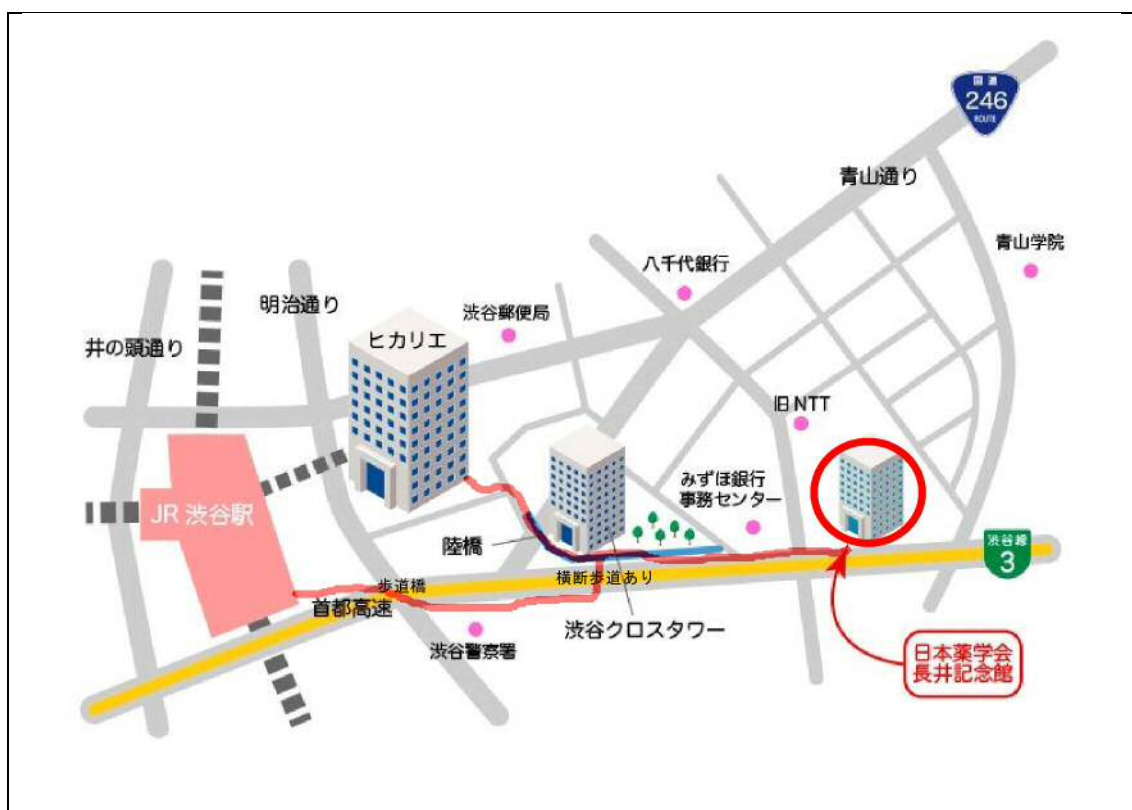 国道
246
ROUTE
青山通り
青山学院
八千代銀行
明治通り
渋谷郵便局
ヒカリエ
井の頭通り
旧NTT
みずほ銀行
事務センター
JR 渋谷駅
陸橋
渋谷線
3
横断歩道あり
歩道橋
首都高速
渋谷クロスタワー
渋谷警察署
日本薬学会
長井記念館